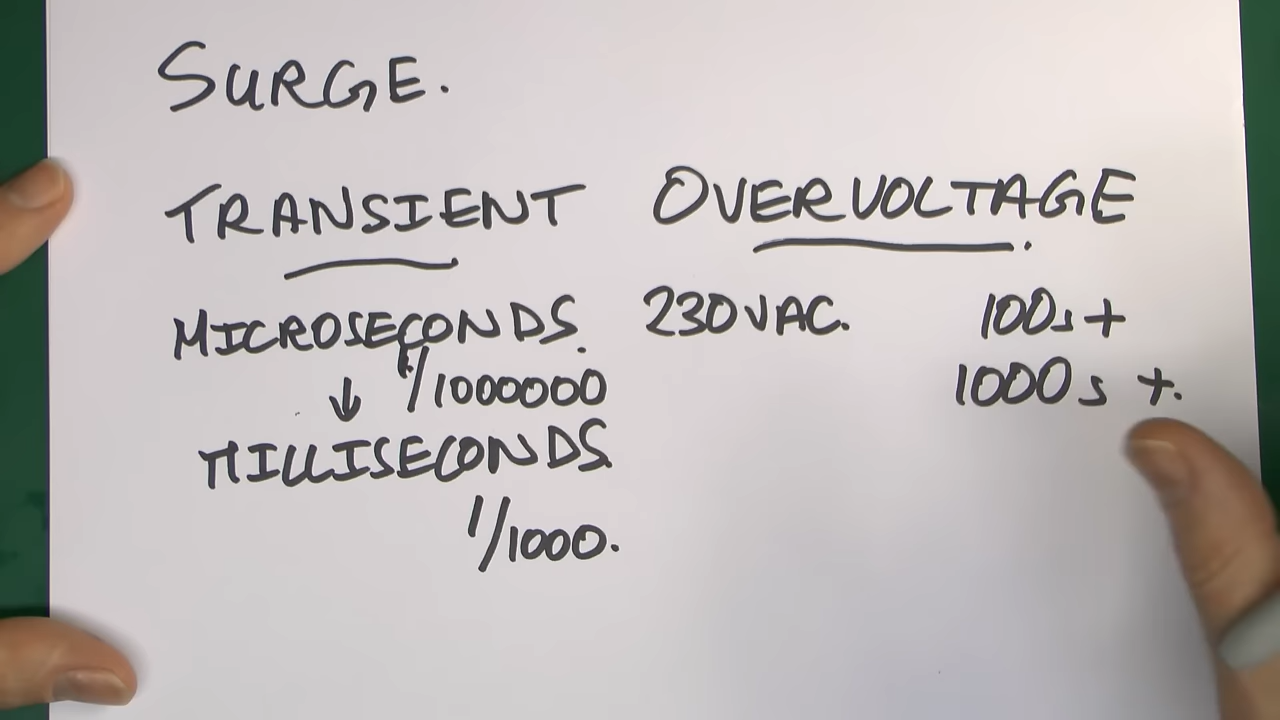 SURGE.
TRANSIENT OVERVOLTAGE
MICROSECONDS. 230VAC. 100s+
1/1000000 1000s +.
↓
MILLISECONDS.
1/1000.